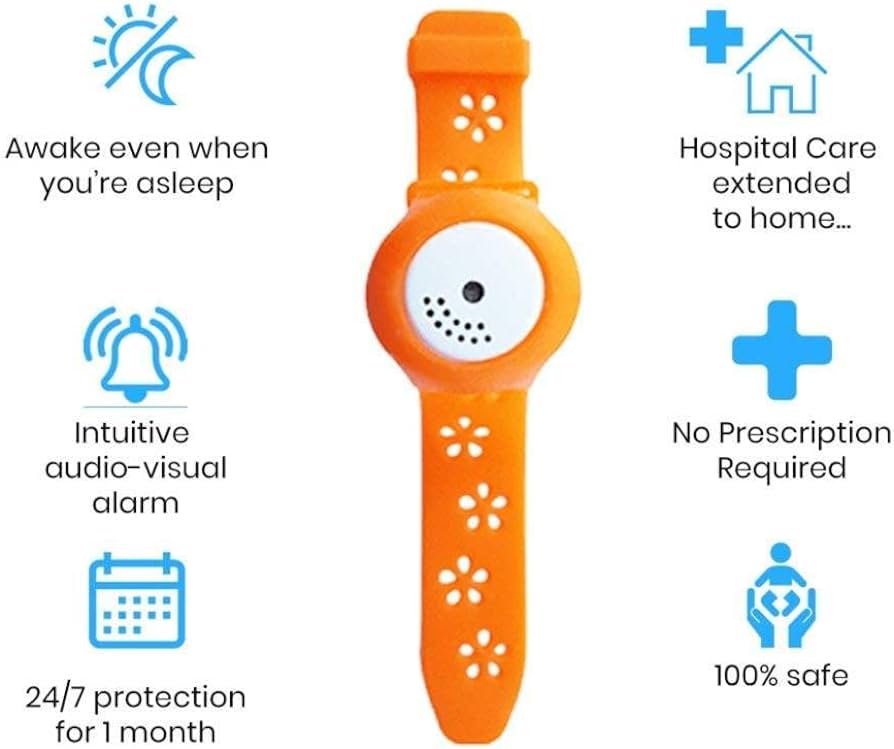 Awake even when
you're asleep
Hospital Care
extended
to home...
Intuitive
audio-visual
alarm
No Prescription
Required
24/7 protection
for 1 month
100% safe